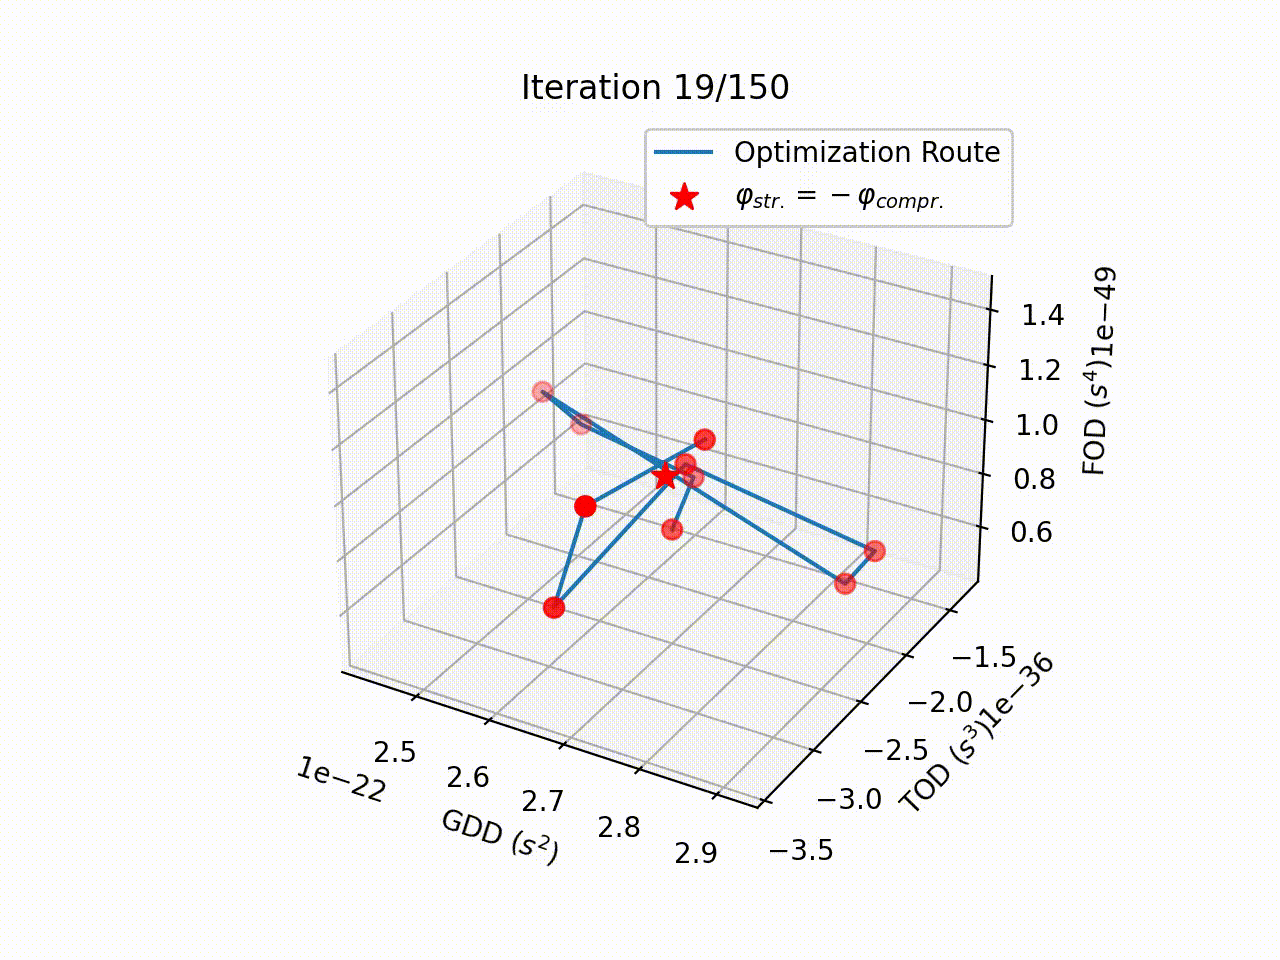 Iteration 19/150
Optimization Route
φstr. = −φcompr.
1.4
1.2
1.0
0.8
0.6
FOD (s⁴)1e−49
−1.5
−2.0
−2.5
−3.0
−3.5
TOD (s³)1e−36
2.5
2.6
2.7
2.8
2.9
1e−22
GDD (s²)